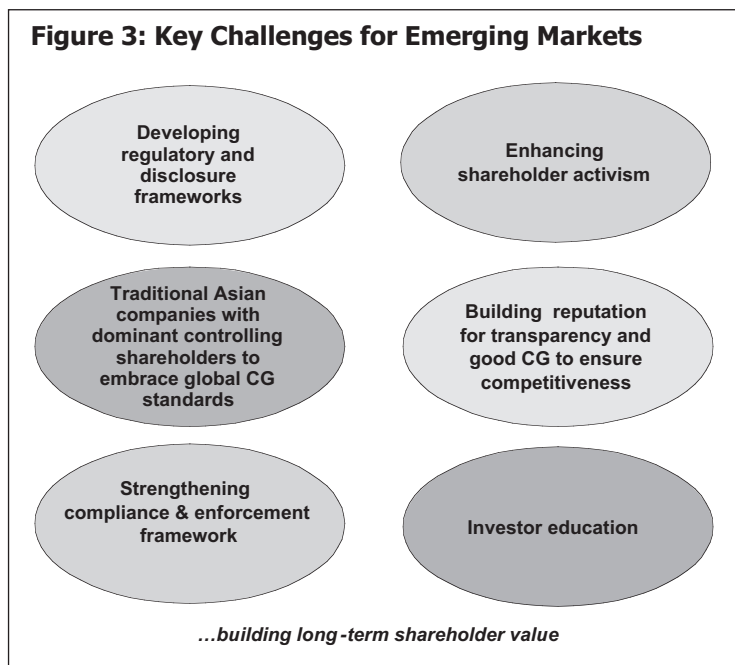 Figure 3: Key Challenges for Emerging Markets
Developing
regulatory and
disclosure
frameworks
Enhancing
shareholder activism
Traditional Asian
companies with
dominant controlling
shareholders to
embrace global CG
standards
Building reputation
for transparency and
good CG to ensure
competitiveness
Strengthening
compliance & enforcement
framework
Investor education
...building long-term shareholder value